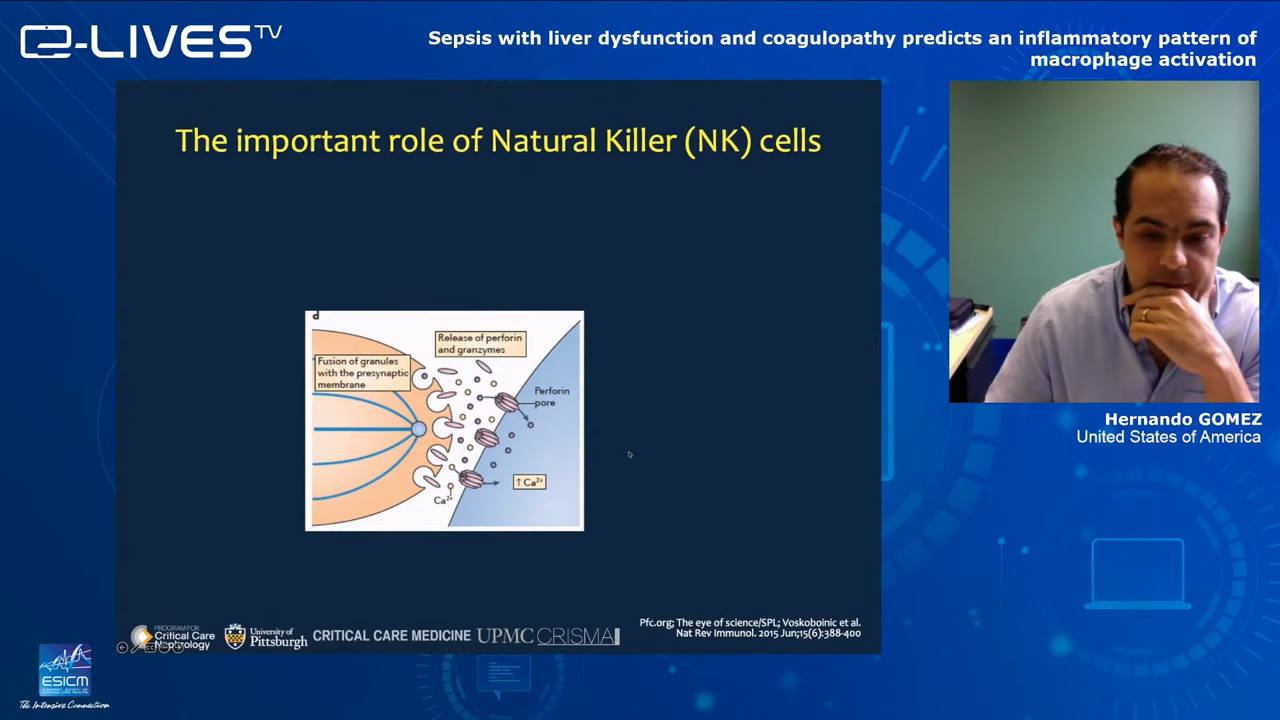 e-LIVES TV
Sepsis with liver dysfunction and coagulopathy predicts an inflammatory pattern of
macrophage activation
The important role of Natural Killer (NK) cells
d
Release of perforin
and granzymes
Fusion of granules
with the presynaptic
membrane
Perforin
pore
↑ Ca²⁺
Ca²⁺
Hernando GOMEZ
United States of America
PROGRAM FOR
Critical Care
Nephrology
University of
Pittsburgh
CRITICAL CARE MEDICINE
UPMC
CRISMA
Pfc.org; The eye of science/SPL; Voskoboinic et al.
Nat Rev Immunol. 2015 Jun;15(6):388-400
ESICM
The Intensive Connection